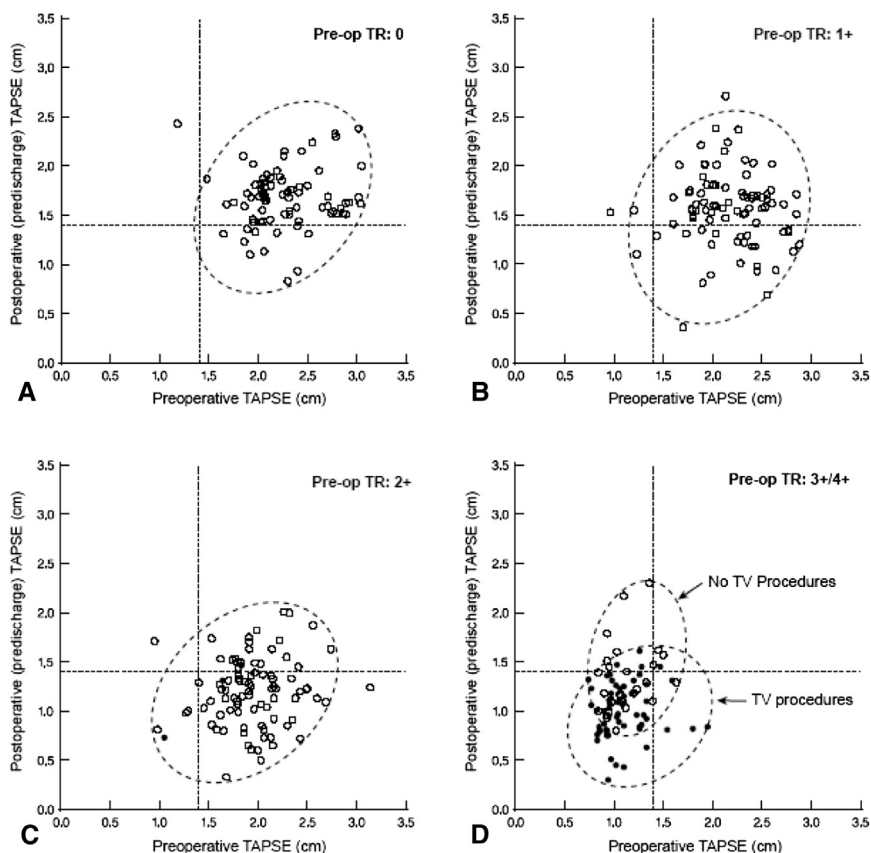 Pre-op TR: 0
Postoperative (predischarge) TAPSE (cm)
3.5
3.0
2.5
2.0
1.5
1.0
0.5
0.0
0.0 0.5 1.0 1.5 2.0 2.5 3.0 3.5
Preoperative TAPSE (cm)
A
Pre-op TR: 1+
Postoperative (predischarge) TAPSE (cm)
3.5
3.0
2.5
2.0
1.5
1.0
0.5
0.0
0.0 0.5 1.0 1.5 2.0 2.5 3.0 3.5
Preoperative TAPSE (cm)
B
Pre-op TR: 2+
Postoperative (predischarge) TAPSE (cm)
3.5
3.0
2.5
2.0
1.5
1.0
0.5
0.0
0.0 0.5 1.0 1.5 2.0 2.5 3.0 3.5
Preoperative TAPSE (cm)
C
Pre-op TR: 3+/4+
Postoperative (predischarge) TAPSE (cm)
3.5
3.0
2.5
2.0
1.5
1.0
0.5
0.0
No TV Procedures
TV procedures
0.0 0.5 1.0 1.5 2.0 2.5 3.0 3.5
Preoperative TAPSE (cm)
D